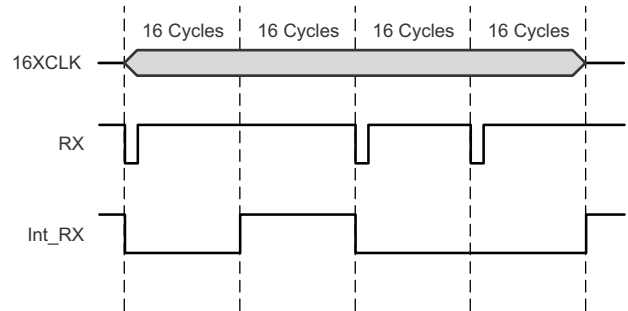 16 Cycles 16 Cycles 16 Cycles 16 Cycles
16XCLK
RX
Int_RX